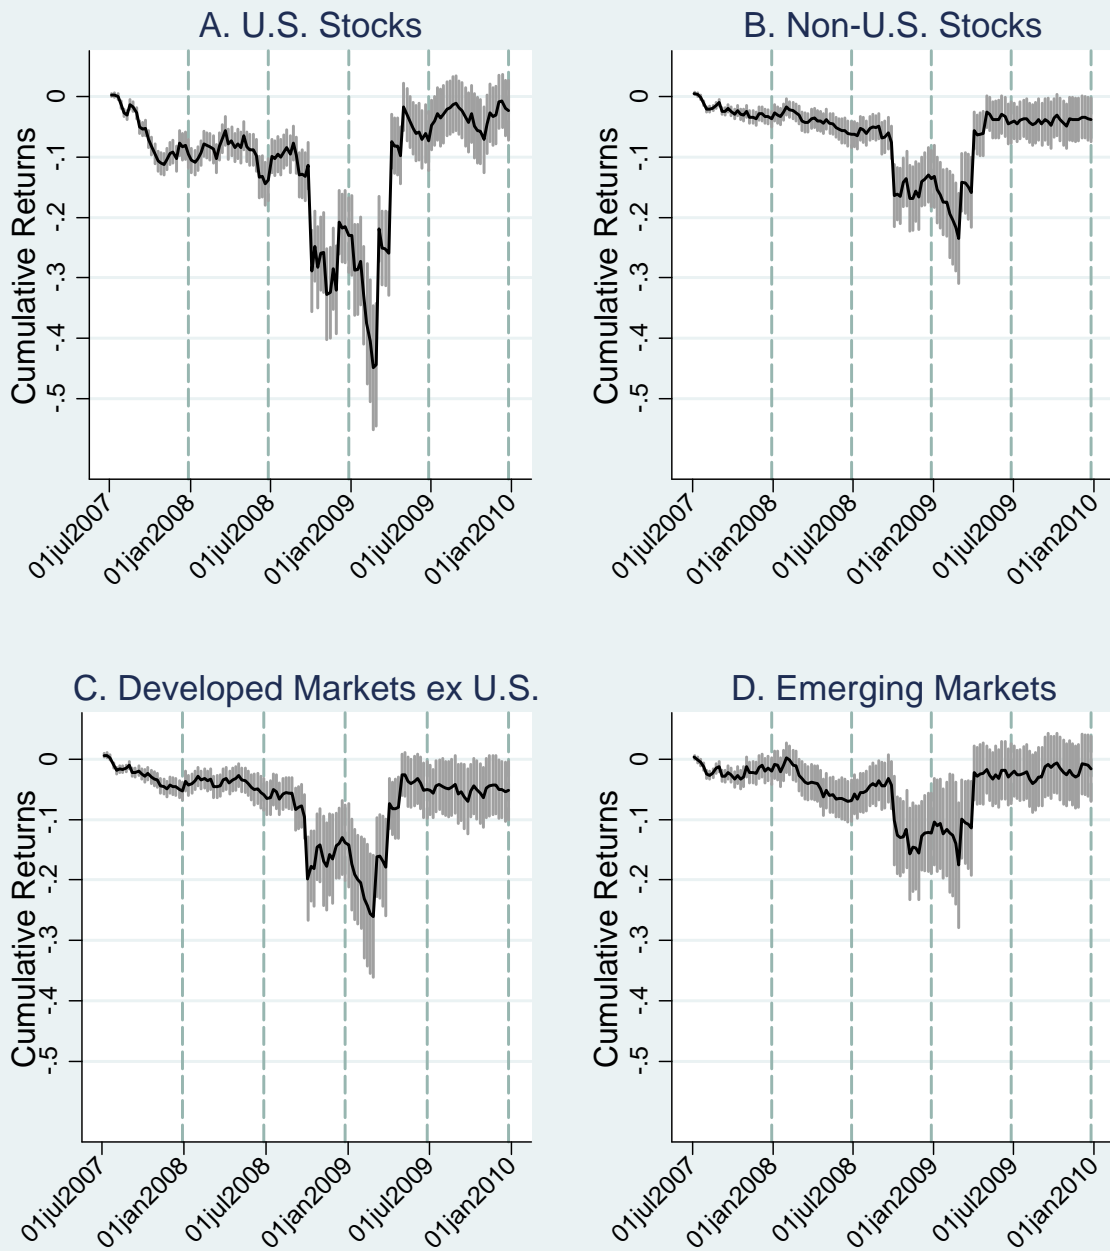 A. U.S. Stocks
Cumulative Returns
0
-.1
-.2
-.3
-.4
-.5
01jul2007
01jan2008
01jul2008
01jan2009
01jul2009
01jan2010
B. Non-U.S. Stocks
Cumulative Returns
0
-.1
-.2
-.3
-.4
-.5
01jul2007
01jan2008
01jul2008
01jan2009
01jul2009
01jan2010
C. Developed Markets ex U.S.
Cumulative Returns
0
-.1
-.2
-.3
-.4
-.5
01jul2007
01jan2008
01jul2008
01jan2009
01jul2009
01jan2010
D. Emerging Markets
Cumulative Returns
0
-.1
-.2
-.3
-.4
-.5
01jul2007
01jan2008
01jul2008
01jan2009
01jul2009
01jan2010